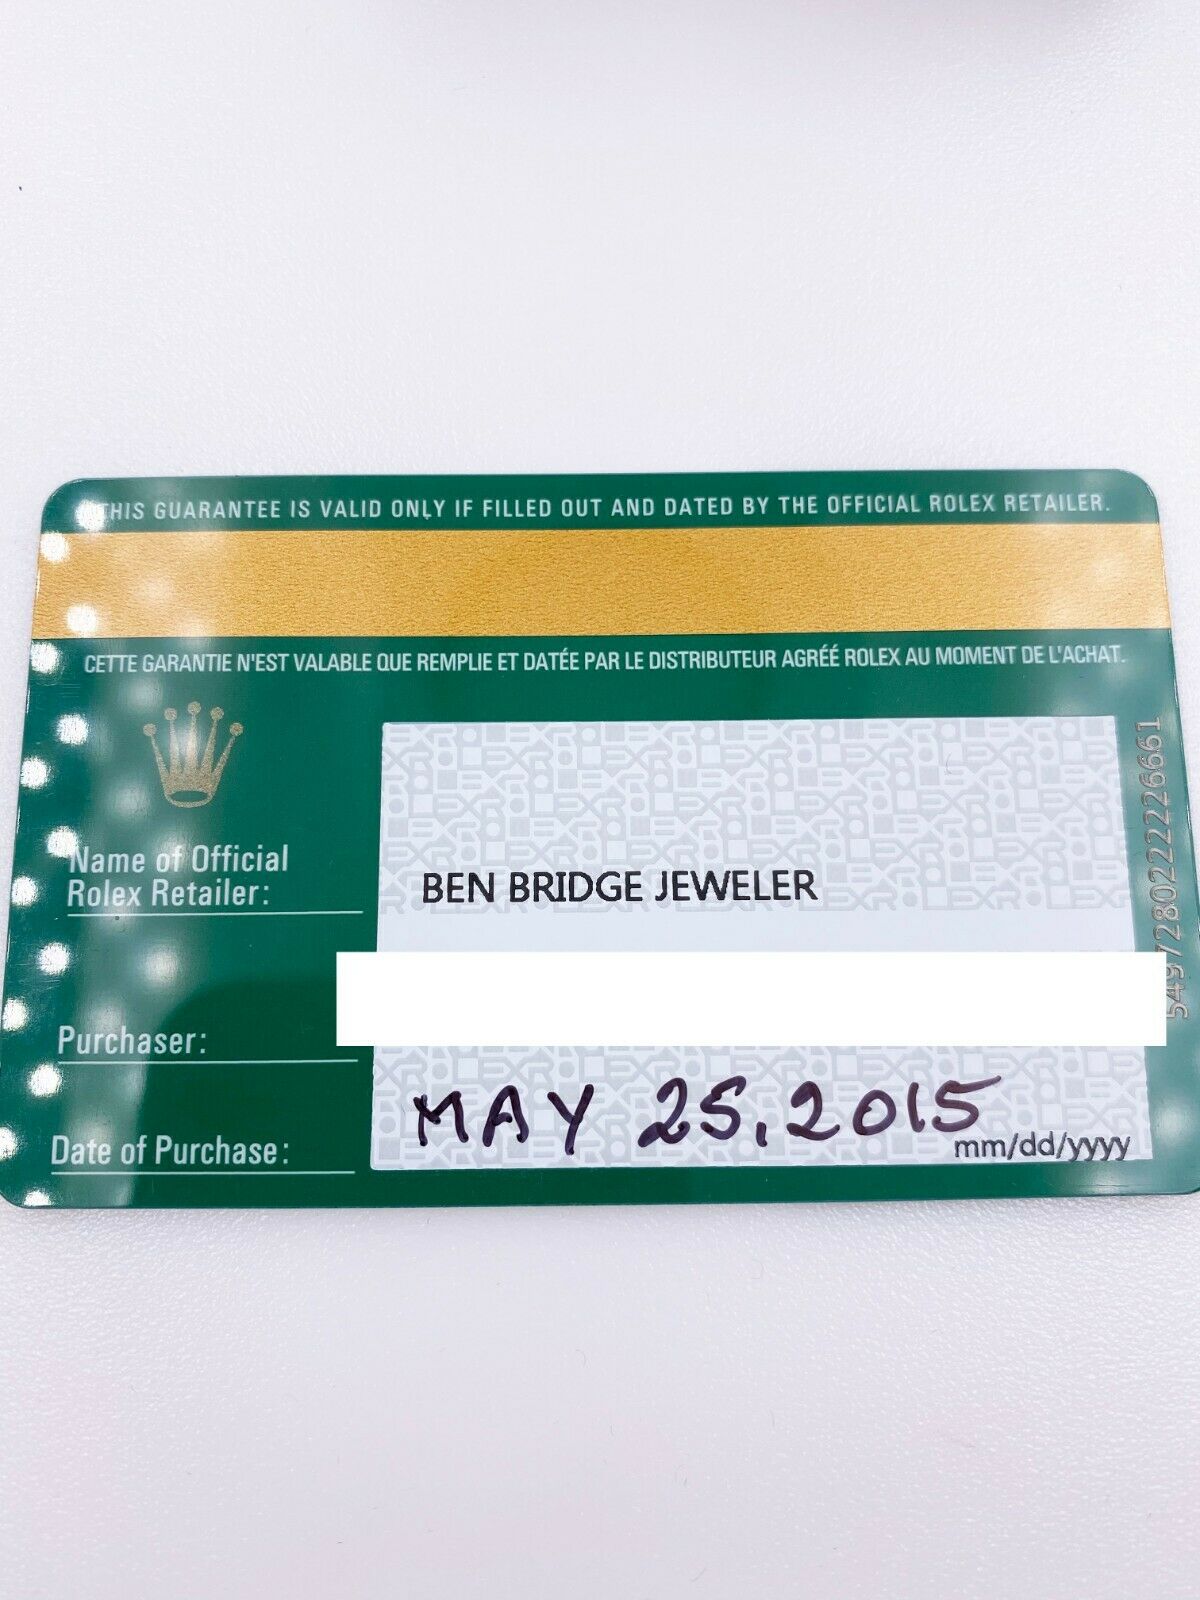 THIS GUARANTEE IS VALID ONLY IF FILLED OUT AND DATED BY THE OFFICIAL ROLEX RETAILER.
CETTE GARANTIE N'EST VALABLE QUE REMPLIE ET DATÉE PAR LE DISTRIBUTEUR AGRÉÉ ROLEX AU MOMENT DE L'ACHAT.
Name of Official
Rolex Retailer:
BEN BRIDGE JEWELER
Purchaser:
Date of Purchase:
MAY 25, 2015
mm/dd/yyyy